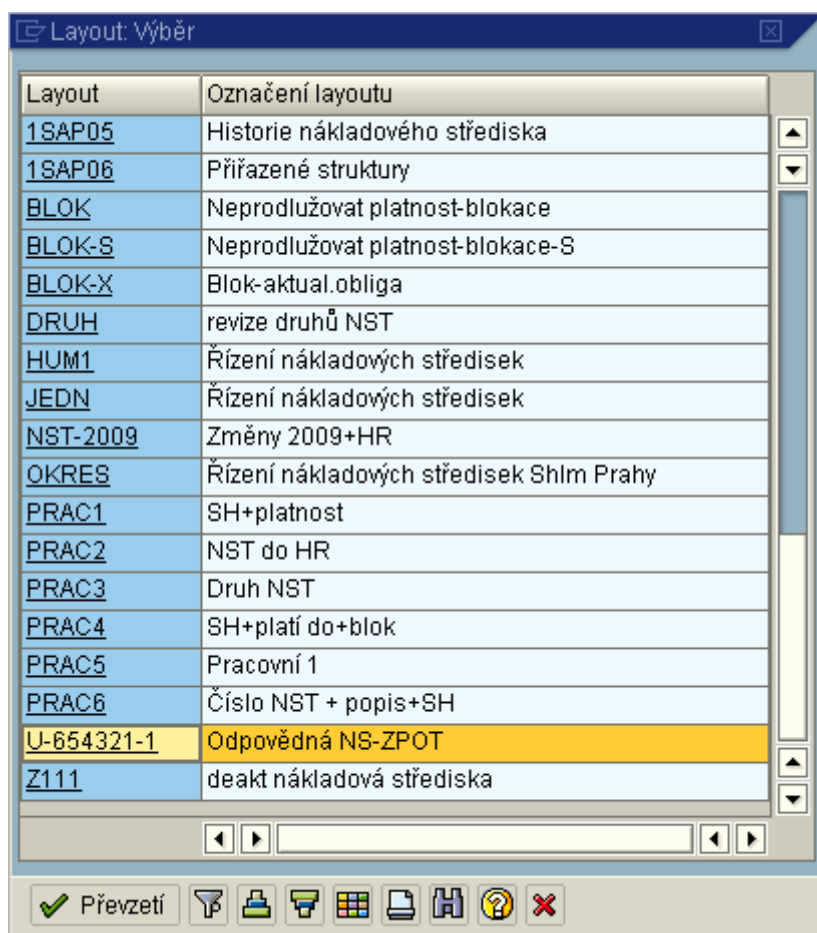 Layout: Výběr
Layout Označení layoutu
1SAP05 Historie nákladového střediska
1SAP06 Přiřazené struktury
BLOK Neprodlužovat platnost-blokace
BLOK-S Neprodlužovat platnost-blokace-S
BLOK-X Blok-aktual.obliga
DRUH revize druhů NST
HUM1 Řízení nákladových středisek
JEDN Řízení nákladových středisek
NST-2009 Změny 2009+HR
OKRES Řízení nákladových středisek Shlm Prahy
PRAC1 SH+platnost
PRAC2 NST do HR
PRAC3 Druh NST
PRAC4 SH+platí do+blok
PRAC5 Pracovní 1
PRAC6 Číslo NST + popis+SH
U-654321-1 Odpovědná NS-ZPOT
Z111 deakt nákladová střediska
Převzetí